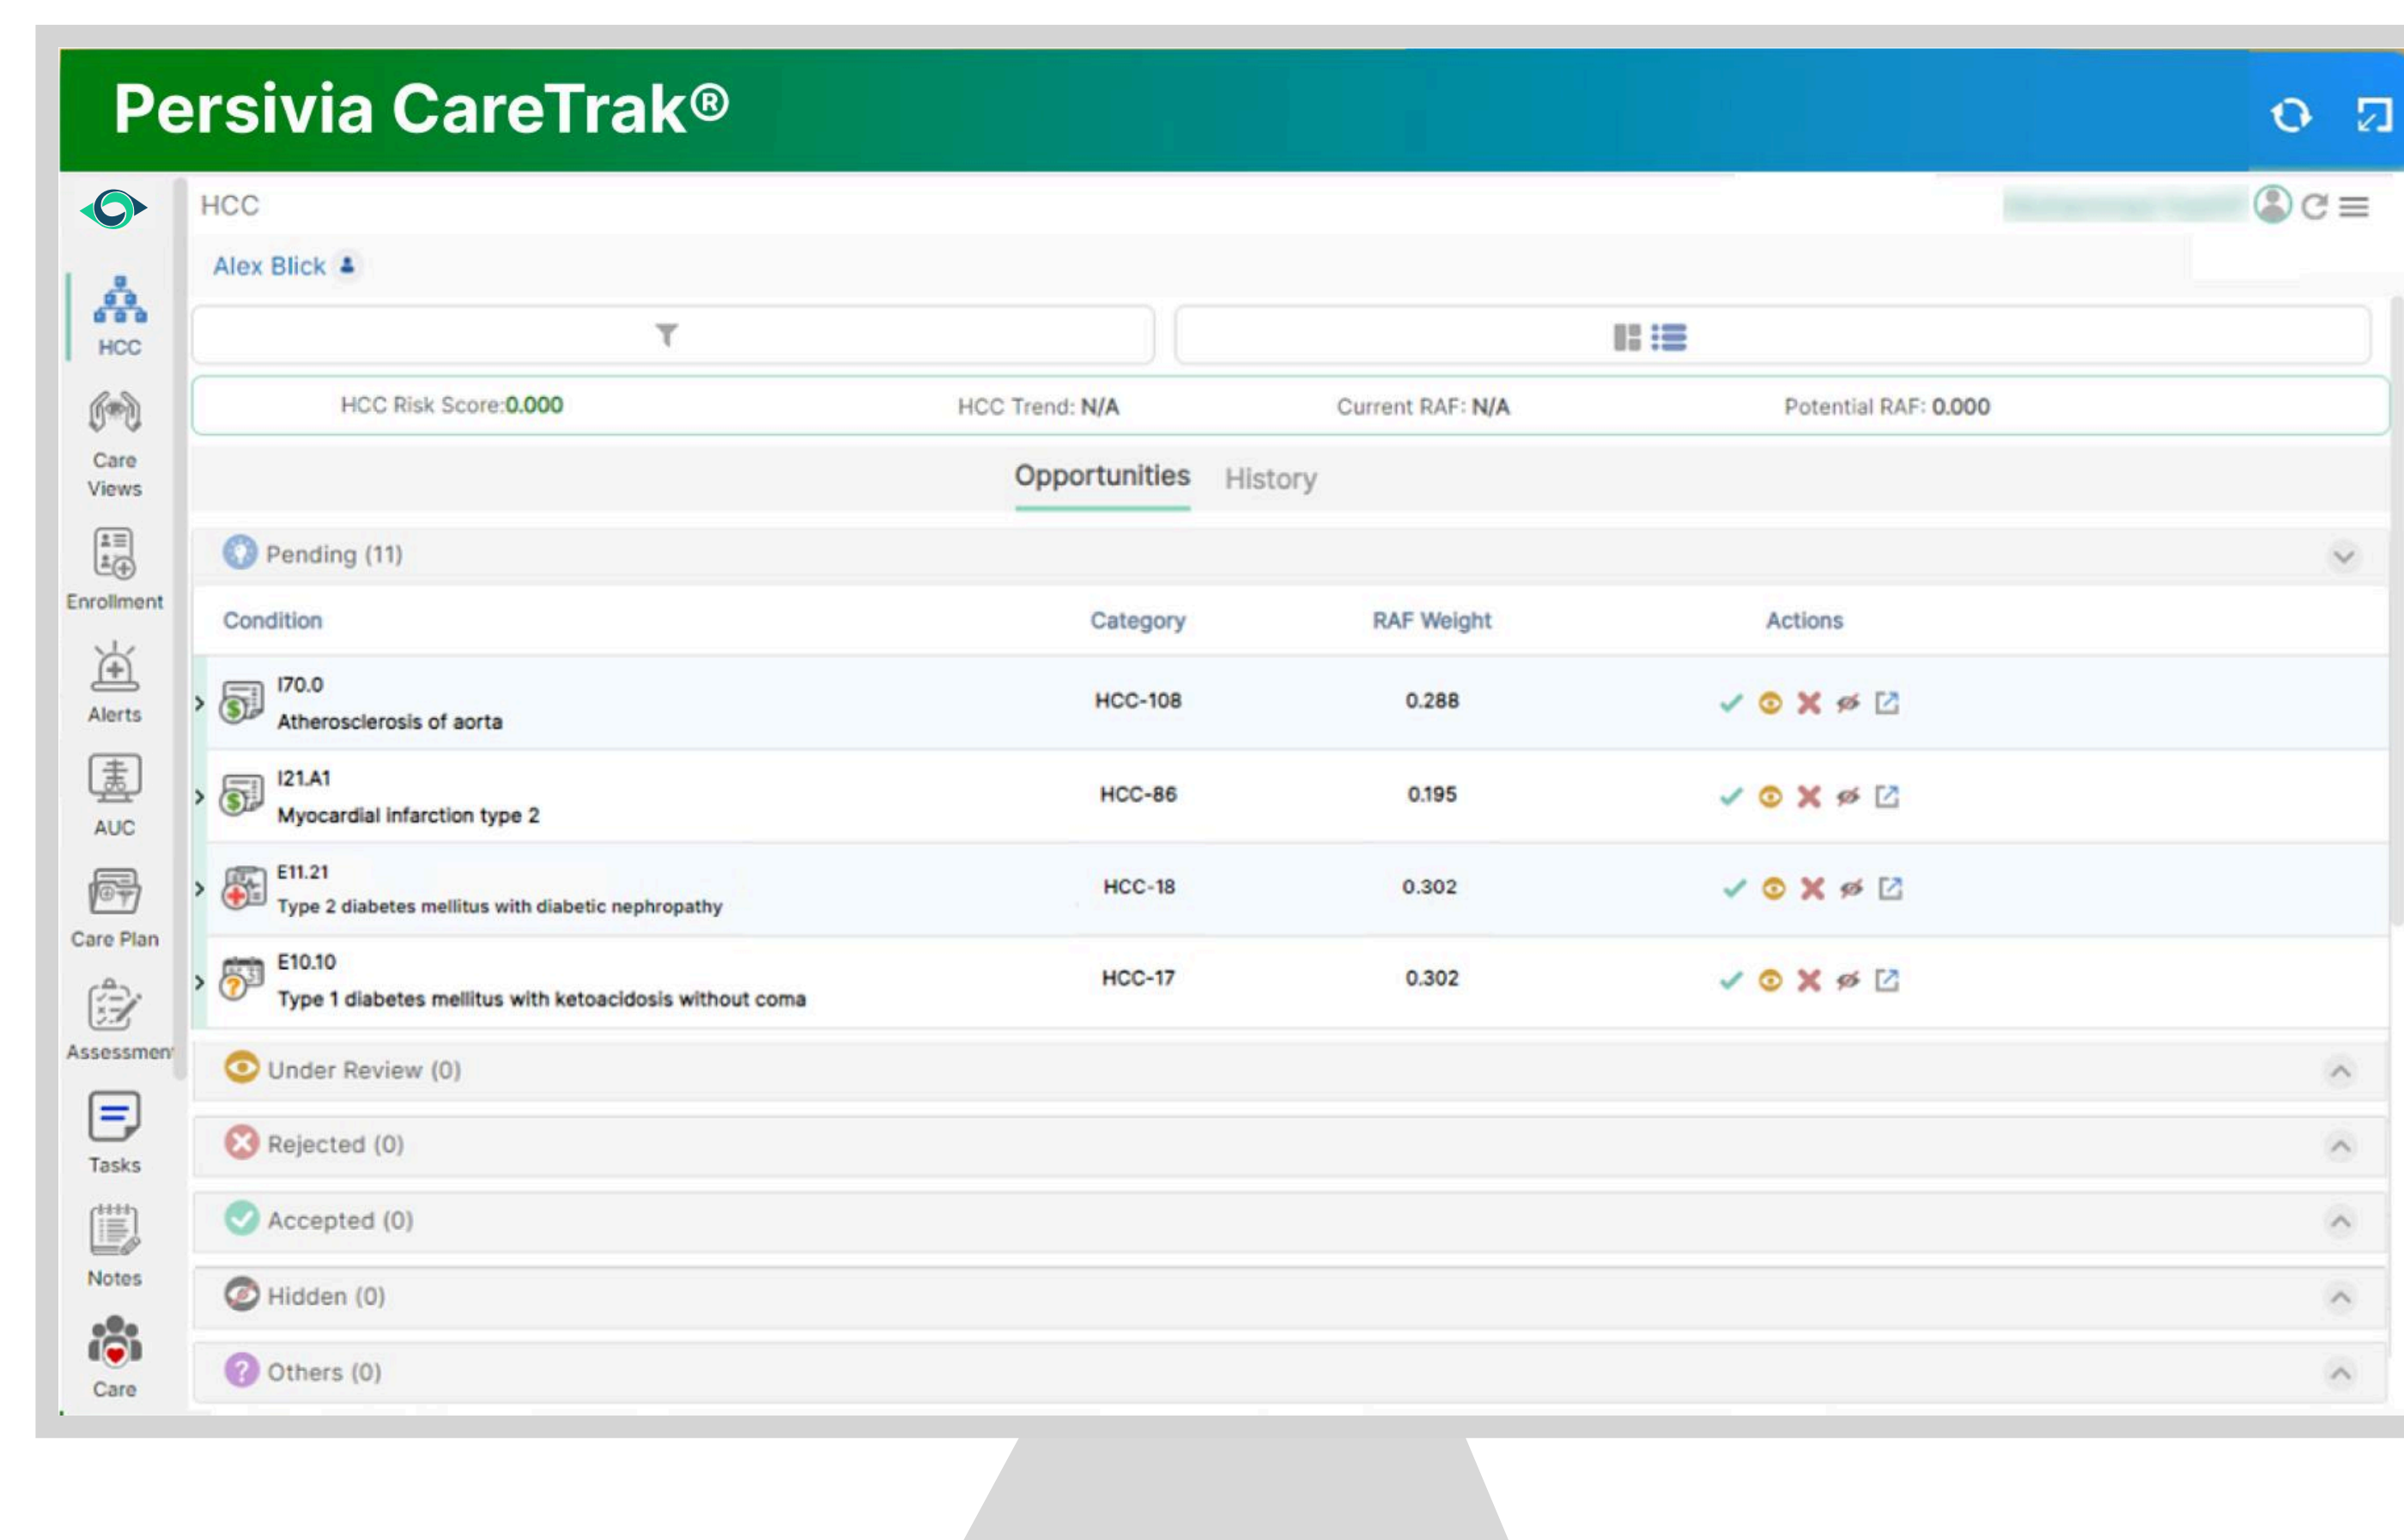 Persivia CareTrak®
HCC
Alex Blick
HCC Risk Score:0.000 HCC Trend: N/A Current RAF: N/A Potential RAF: 0.000
Opportunities History
Pending (11)
Condition Category RAF Weight Actions
I70.0
Atherosclerosis of aorta HCC-108 0.288
I21.A1
Myocardial infarction type 2 HCC-86 0.195
E11.21
Type 2 diabetes mellitus with diabetic nephropathy HCC-18 0.302
E10.10
Type 1 diabetes mellitus with ketoacidosis without coma HCC-17 0.302
Under Review (0)
Rejected (0)
Accepted (0)
Hidden (0)
Others (0)
HCC
Care
Views
Enrollment
Alerts
AUC
Care Plan
Assessmen
Tasks
Notes
Care